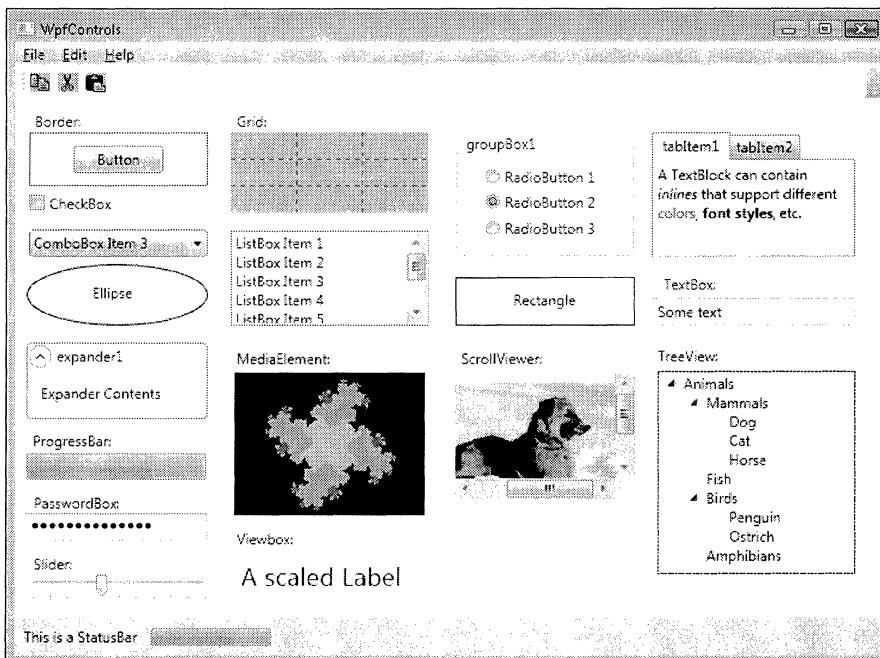 WpfControls
File Edit Help
Border:
Button
CheckBox
ComboBox Item 3
Ellipse
expander1
Expander Contents
ProgressBar:
PasswordBox:
Slider:
Grid:
ListBox Item 1
ListBox Item 2
ListBox Item 3
ListBox Item 4
ListBox Item 5
MediaElement:
Viewbox:
A scaled Label
groupBox1
RadioButton 1
RadioButton 2
RadioButton 3
Rectangle
ScrollViewer:
tabItem1 tabItem2
A TextBlock can contain
inlines that support different
colors, font styles, etc.
TextBox:
Some text
TreeView:
Animals
Mammals
Dog
Cat
Horse
Fish
Birds
Penguin
Ostrich
Amphibians
This is a StatusBar